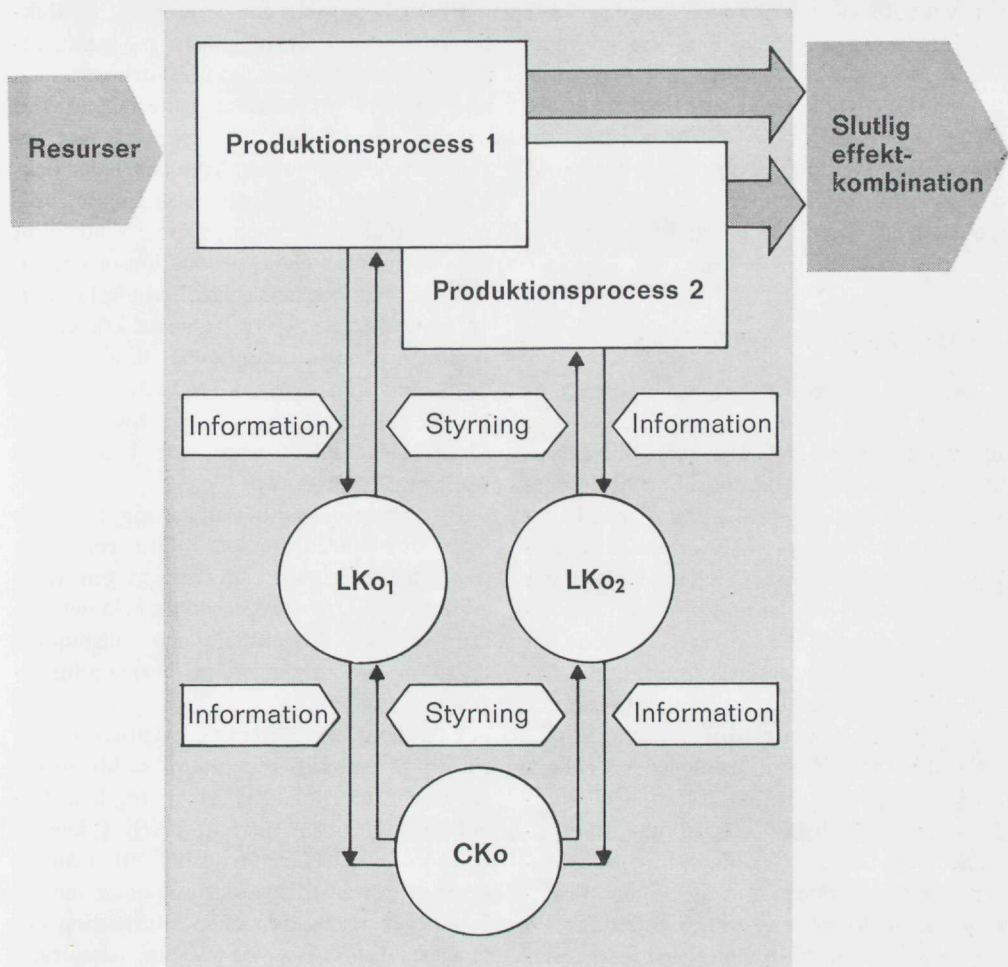 Resurser
Produktionsprocess 1
Slutlig
effekt-
kombination
Produktionsprocess 2
Information
Styrning
Information
LKo₁
LKo₂
Information
Styrning
Information
CKo